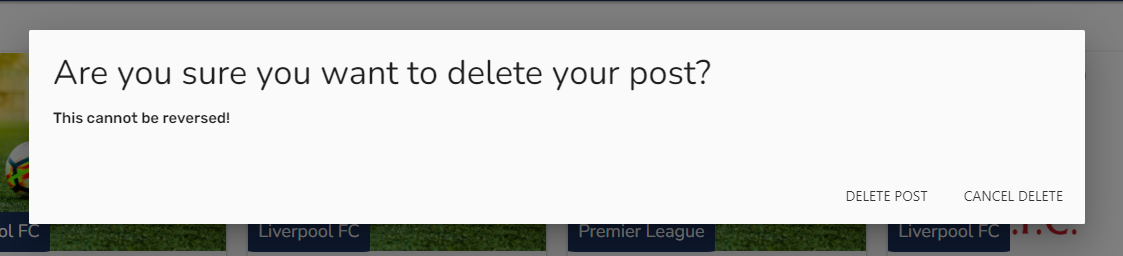 Are you sure you want to delete your post?
This cannot be reversed!
DELETE POST
CANCEL DELETE
ol FC
Liverpool FC
Premier League
Liverpool FC
.F.C.